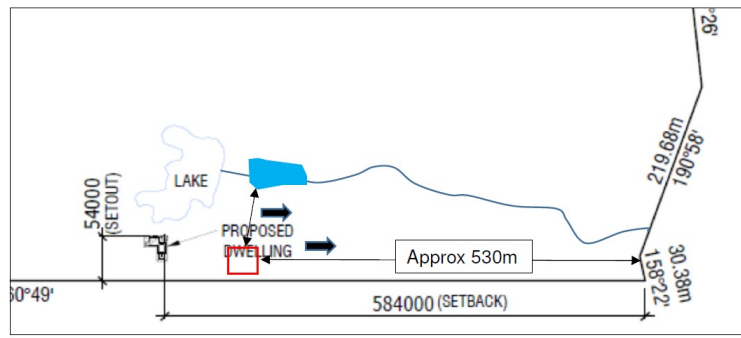 26'
219.68m
190°58'
LAKE
54000
(SETOUT)
PROPOSED
DWELLING
Approx 530m
30.38m
158°22'
60°49'
584000 (SETBACK)